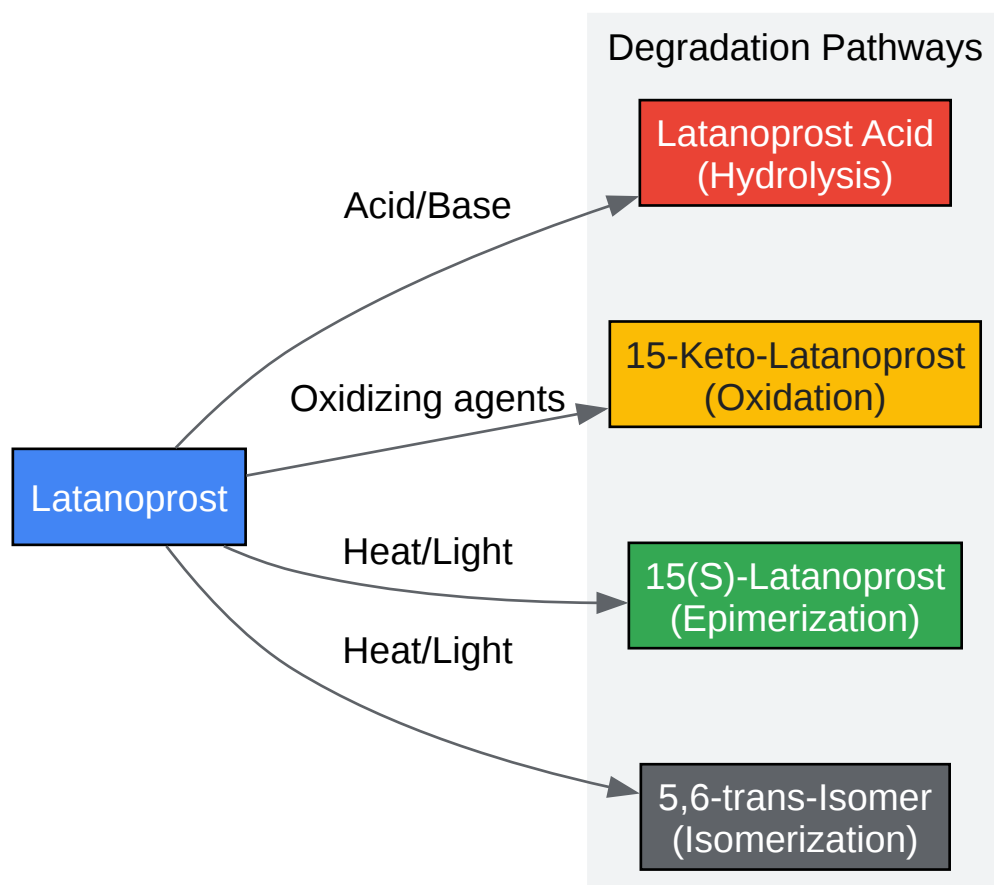 Degradation Pathways
Latanoprost Acid
(Hydrolysis)
Acid/Base
15-Keto-Latanoprost
(Oxidation)
Oxidizing agents
Latanoprost
Heat/Light
15(S)-Latanoprost
(Epimerization)
Heat/Light
5,6-trans-Isomer
(Isomerization)